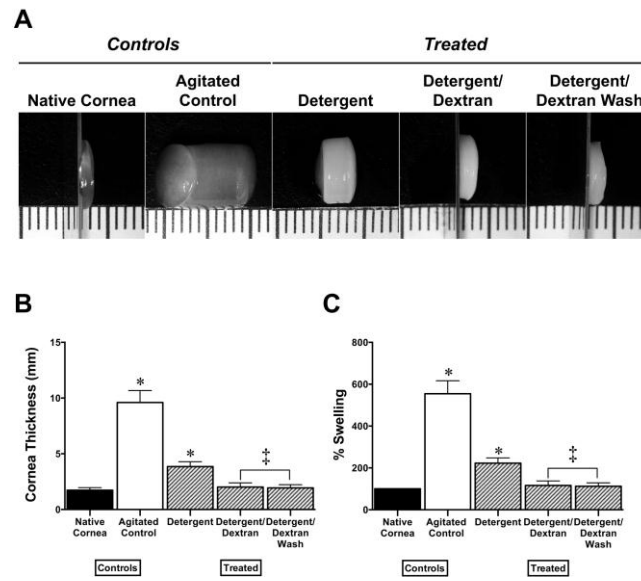 A
Controls
Treated
Native Cornea
Agitated
Control
Detergent
Detergent/
Dextran
Detergent/
Dextran Wash
B
Cornea Thickness (mm)
15
10
5
0
*
*
‡
Native
Cornea
Agitated
Control
Detergent
Detergent/
Dextran
Detergent/
Dextran
Wash
Controls
Treated
C
% Swelling
800
600
400
200
0
*
*
‡
Native
Cornea
Agitated
Control
Detergent
Detergent/
Dextran
Detergent/
Dextran
Wash
Controls
Treated